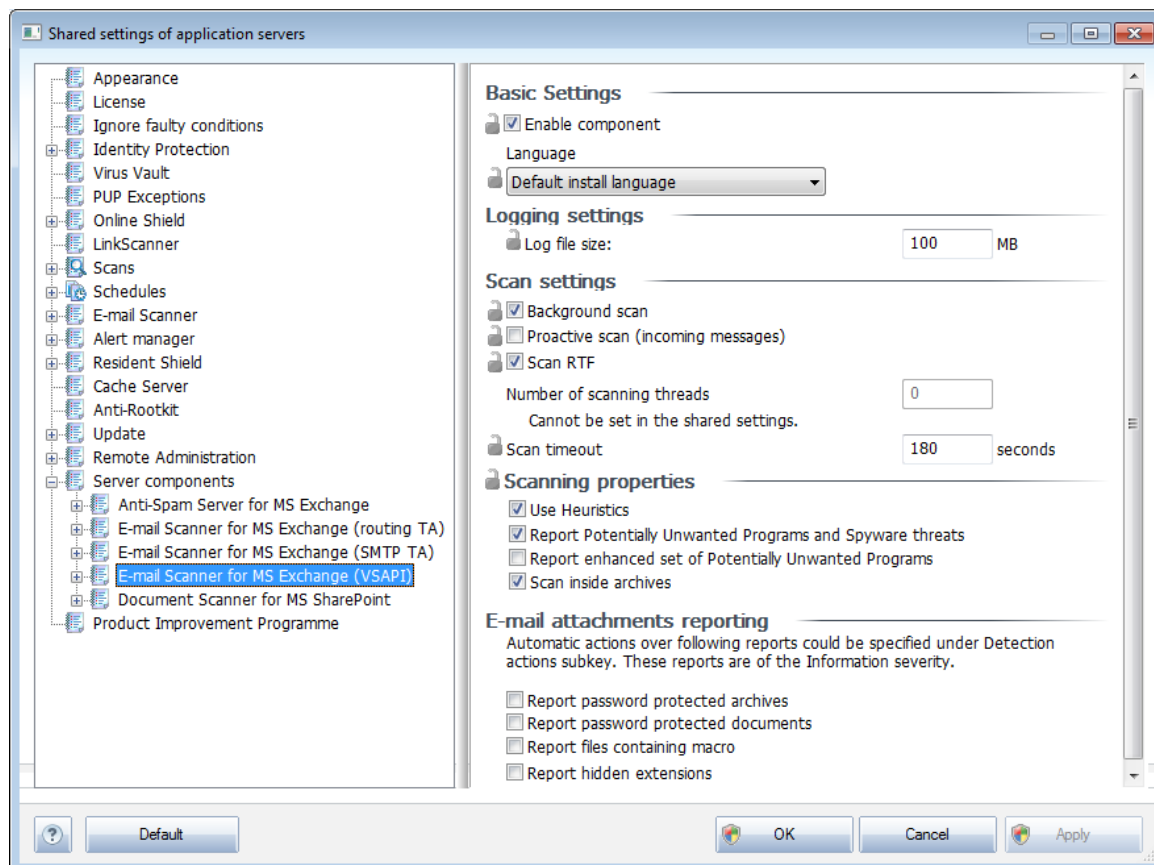 Shared settings of application servers
Appearance
License
Ignore faulty conditions
Identity Protection
Virus Vault
PUP Exceptions
Online Shield
LinkScanner
Scans
Schedules
E-mail Scanner
Alert manager
Resident Shield
Cache Server
Anti-Rootkit
Update
Remote Administration
Server components
Anti-Spam Server for MS Exchange
E-mail Scanner for MS Exchange (routing TA)
E-mail Scanner for MS Exchange (SMTP TA)
E-mail Scanner for MS Exchange (VSAPI)
Document Scanner for MS SharePoint
Product Improvement Programme
Basic Settings
Enable component
Language
Default install language
Logging settings
Log file size: 100 MB
Scan settings
Background scan
Proactive scan (incoming messages)
Scan RTF
Number of scanning threads 0
Cannot be set in the shared settings.
Scan timeout 180 seconds
Scanning properties
Use Heuristics
Report Potentially Unwanted Programs and Spyware threats
Report enhanced set of Potentially Unwanted Programs
Scan inside archives
E-mail attachments reporting
Automatic actions over following reports could be specified under Detection
actions subkey. These reports are of the Information severity.
Report password protected archives
Report password protected documents
Report files containing macro
Report hidden extensions
? Default OK Cancel Apply